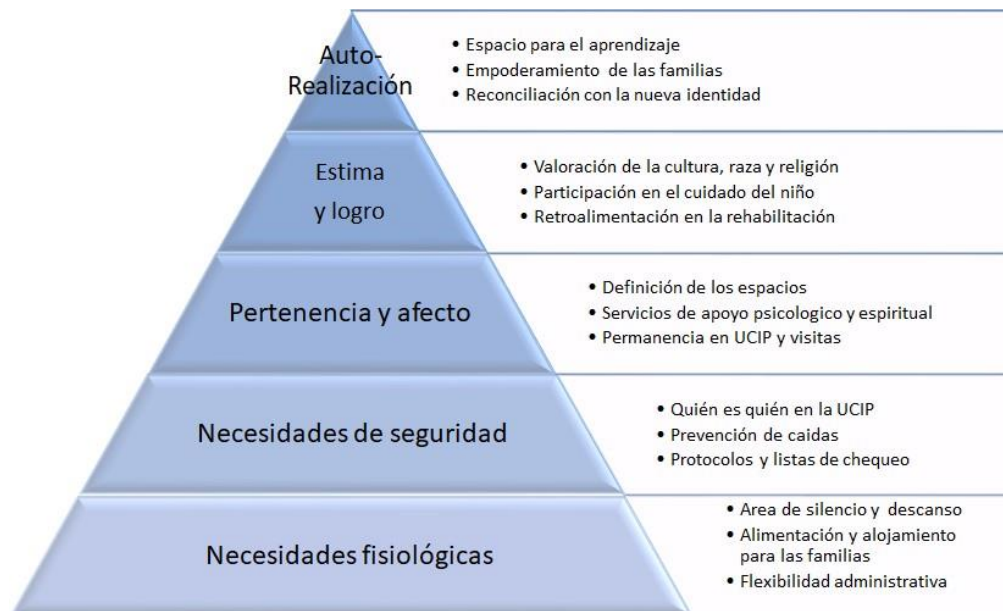 Auto-
Realización
• Espacio para el aprendizaje
• Empoderamiento de las familias
• Reconciliación con la nueva identidad
Estima
y logro
• Valoración de la cultura, raza y religión
• Participación en el cuidado del niño
• Retroalimentación en la rehabilitación
Pertenencia y afecto
• Definición de los espacios
• Servicios de apoyo psicologico y espiritual
• Permanencia en UCIP y visitas
Necesidades de seguridad
• Quién es quién en la UCIP
• Prevención de caidas
• Protocolos y listas de chequeo
Necesidades fisiológicas
• Area de silencio y descanso
• Alimentación y alojamiento
para las familias
• Flexibilidad administrativa